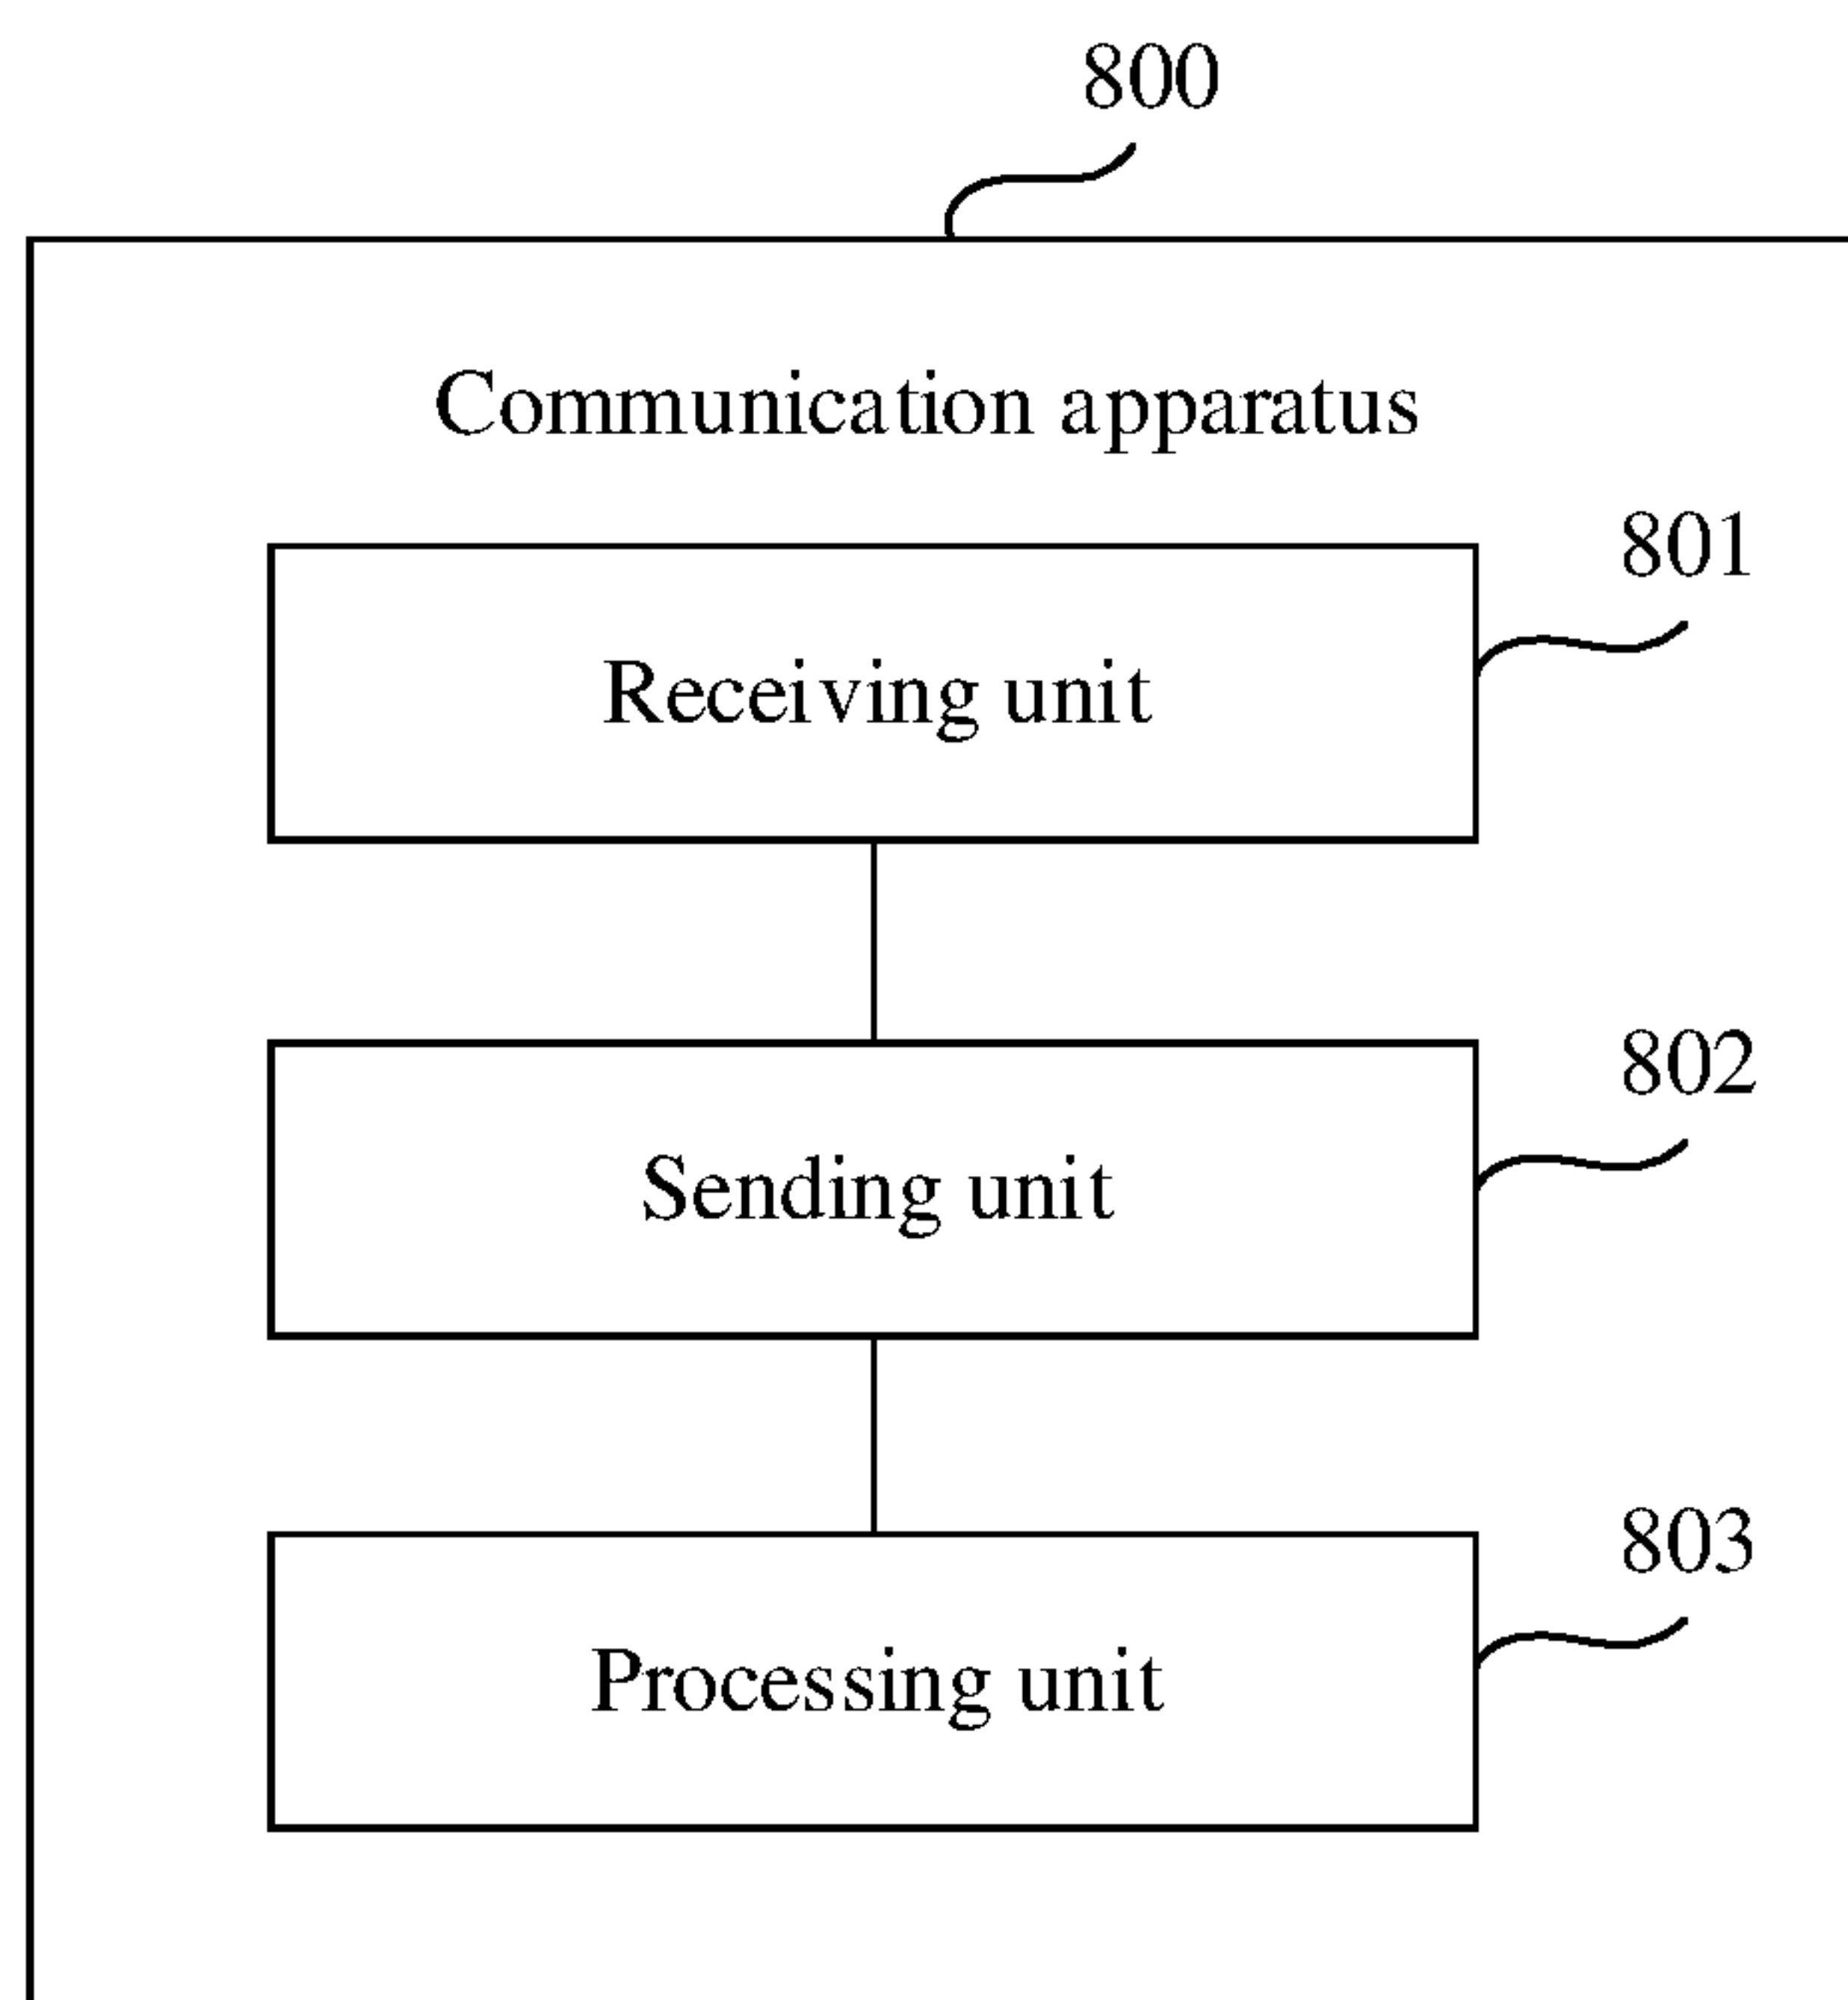 800
Communication apparatus
801
Receiving unit
802
Sending unit
803
Processing unit